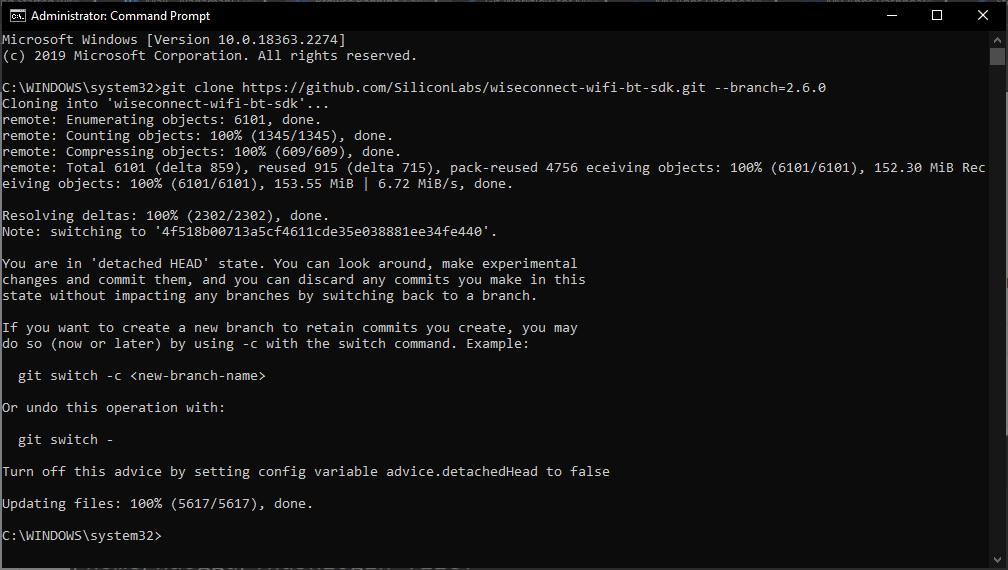 Administrator: Command Prompt
Microsoft Windows [Version 10.0.18363.2274]
(c) 2019 Microsoft Corporation. All rights reserved.
C:\WINDOWS\system32>git clone https://github.com/SiliconLabs/wiseconnect-wifi-bt-sdk.git --branch=2.6.0
Cloning into 'wiseconnect-wifi-bt-sdk'...
remote: Enumerating objects: 6101, done.
remote: Counting objects: 100% (1345/1345), done.
remote: Compressing objects: 100% (609/609), done.
remote: Total 6101 (delta 859), reused 915 (delta 715), pack-reused 4756 eceiving objects: 100% (6101/6101), 152.30 MiB Rec
eiving objects: 100% (6101/6101), 153.55 MiB | 6.72 MiB/s, done.
Resolving deltas: 100% (2302/2302), done.
Note: switching to '4f518b00713a5cf4611cde35e038881ee34fe440'.
You are in 'detached HEAD' state. You can look around, make experimental
changes and commit them, and you can discard any commits you make in this
state without impacting any branches by switching back to a branch.
If you want to create a new branch to retain commits you create, you may
do so (now or later) by using -c with the switch command. Example:
git switch -c <new-branch-name>
Or undo this operation with:
git switch -
Turn off this advice by setting config variable advice.detachedHead to false
Updating files: 100% (5617/5617), done.
C:\WINDOWS\system32>